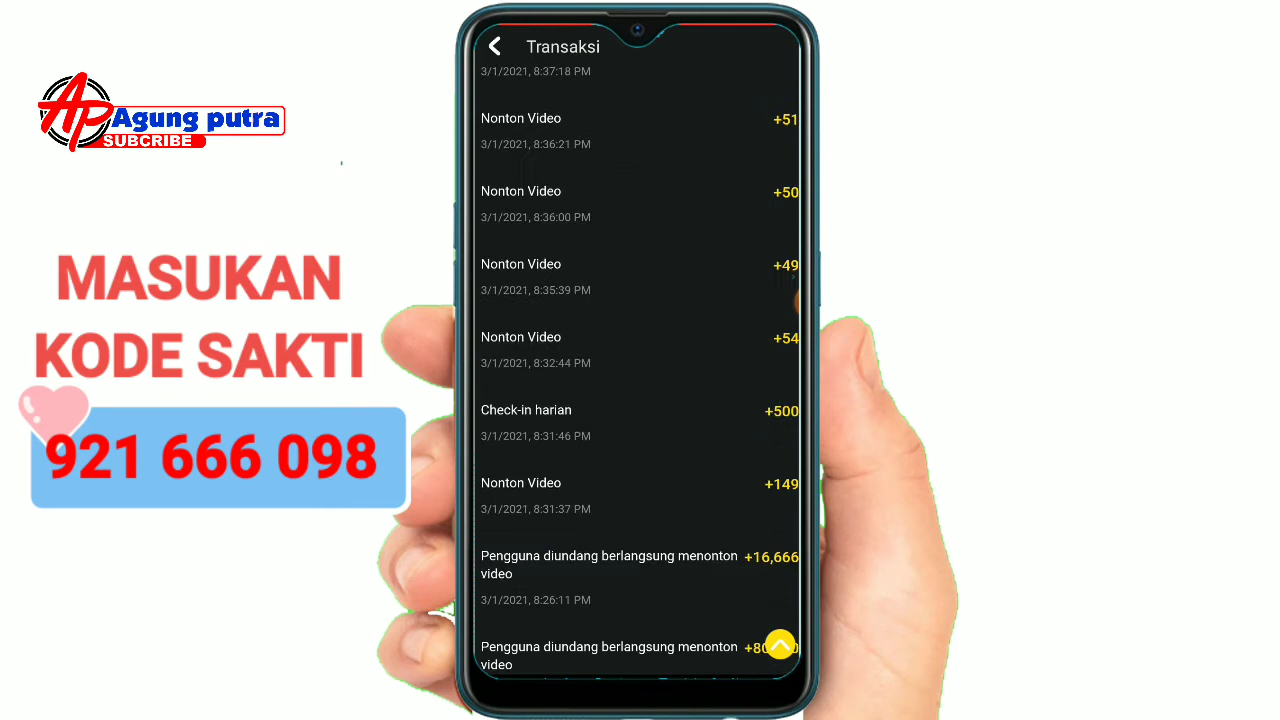 AP
Agung putra
SUBCRIBE
MASUKAN
KODE SAKTI
921 666 098
Transaksi
3/1/2021, 8:37:18 PM
Nonton Video
+51
3/1/2021, 8:36:21 PM
Nonton Video
+50
3/1/2021, 8:36:00 PM
Nonton Video
+49
3/1/2021, 8:35:39 PM
Nonton Video
+54
3/1/2021, 8:32:44 PM
Check-in harian
+500
3/1/2021, 8:31:46 PM
Nonton Video
+149
3/1/2021, 8:31:37 PM
Pengguna diundang berlangsung menonton
+16,666
video
3/1/2021, 8:26:11 PM
Pengguna diundang berlangsung menonton
video